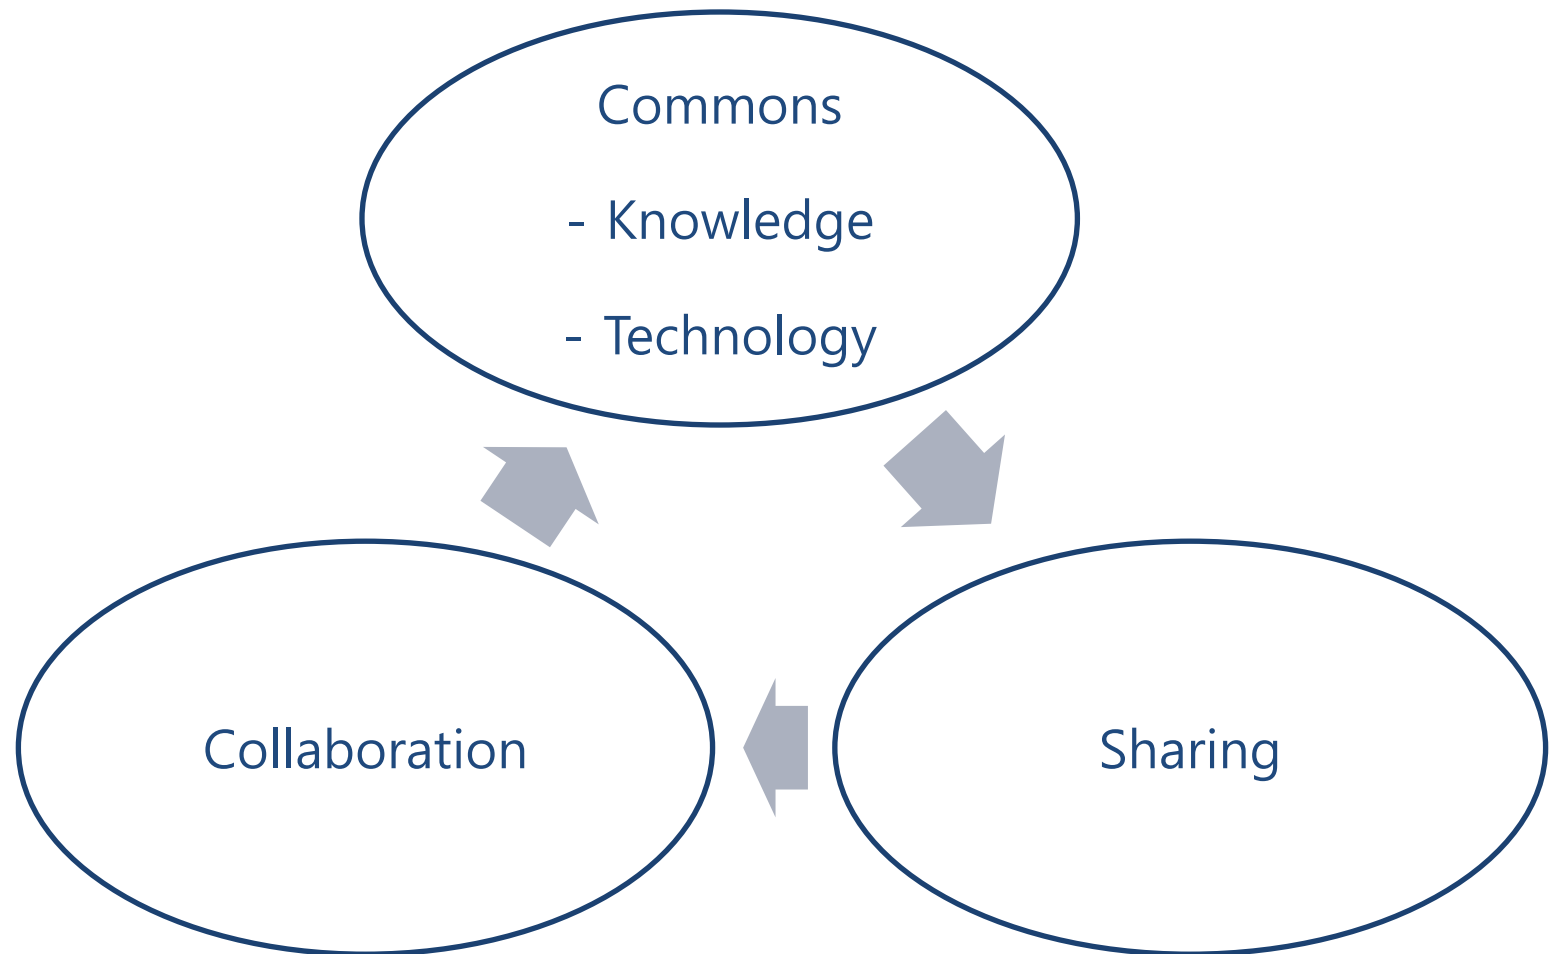 Commons
- Knowledge
- Technology
Collaboration
Sharing